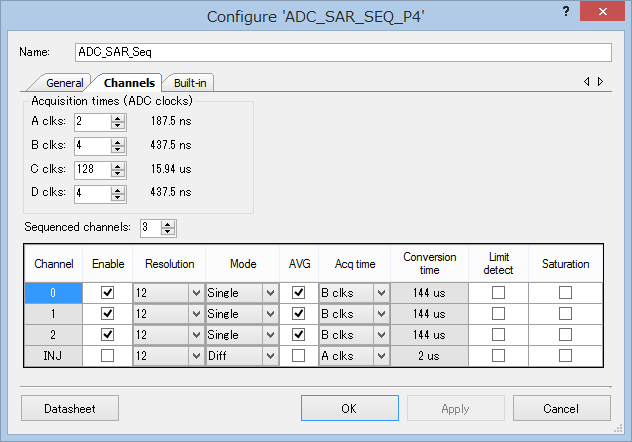 Configure 'ADC_SAR_SEQ_P4'
?
Name: ADC_SAR_Seq
General Channels Built-in
Acquisition times (ADC clocks)
A clks: 2 187.5 ns
B clks: 4 437.5 ns
C clks: 128 15.94 us
D clks: 4 437.5 ns
Sequenced channels: 3
Channel Enable Resolution Mode AVG Acq time Conversion time Limit detect Saturation
0 12 Single B clks 144 us
1 12 Single B clks 144 us
2 12 Single B clks 144 us
INJ 12 Diff A clks 2 us
Datasheet OK Apply Cancel